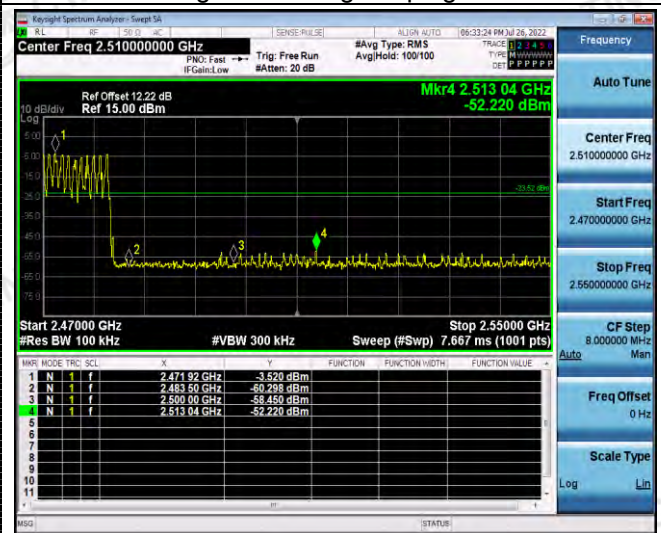 Keysight Spectrum Analyzer - Swept SA
RL RF 50 Ω AC SENSE:PULSE ALIGN AUTO 06:33:24 PM Jul 26, 2022
Center Freq 2.510000000 GHz #Avg Type: RMS TRACE 1 2 3 4 5 6
PNO: Fast Trig: Free Run Avg|Hold: 100/100 TYPE M WWWWW
IFGain:Low #Atten: 20 dB DET P P P P P P
Frequency
Auto Tune
Ref Offset 12.22 dB Mkr4 2.513 04 GHz
10 dB/div Ref 15.00 dBm -52.220 dBm
Log
5.00
1
-5.00
-15.0
-23.52 dBm
-25.0
-35.0
-45.0
2 3 4
-55.0
-65.0
-75.0
Start 2.47000 GHz Stop 2.55000 GHz
#Res BW 100 kHz #VBW 300 kHz Sweep (#Swp) 7.667 ms (1001 pts)
Center Freq
2.510000000 GHz
Start Freq
2.470000000 GHz
Stop Freq
2.550000000 GHz
CF Step
8.000000 MHz
Auto Man
Freq Offset
0 Hz
Scale Type
Log Lin
MKR MODE TRC SCL X Y FUNCTION FUNCTION WIDTH FUNCTION VALUE
1 N 1 f 2.471 92 GHz -3.520 dBm
2 N 1 f 2.483 50 GHz -60.298 dBm
3 N 1 f 2.500 00 GHz -58.450 dBm
4 N 1 f 2.513 04 GHz -52.220 dBm
5
6
7
8
9
10
11
MSG STATUS